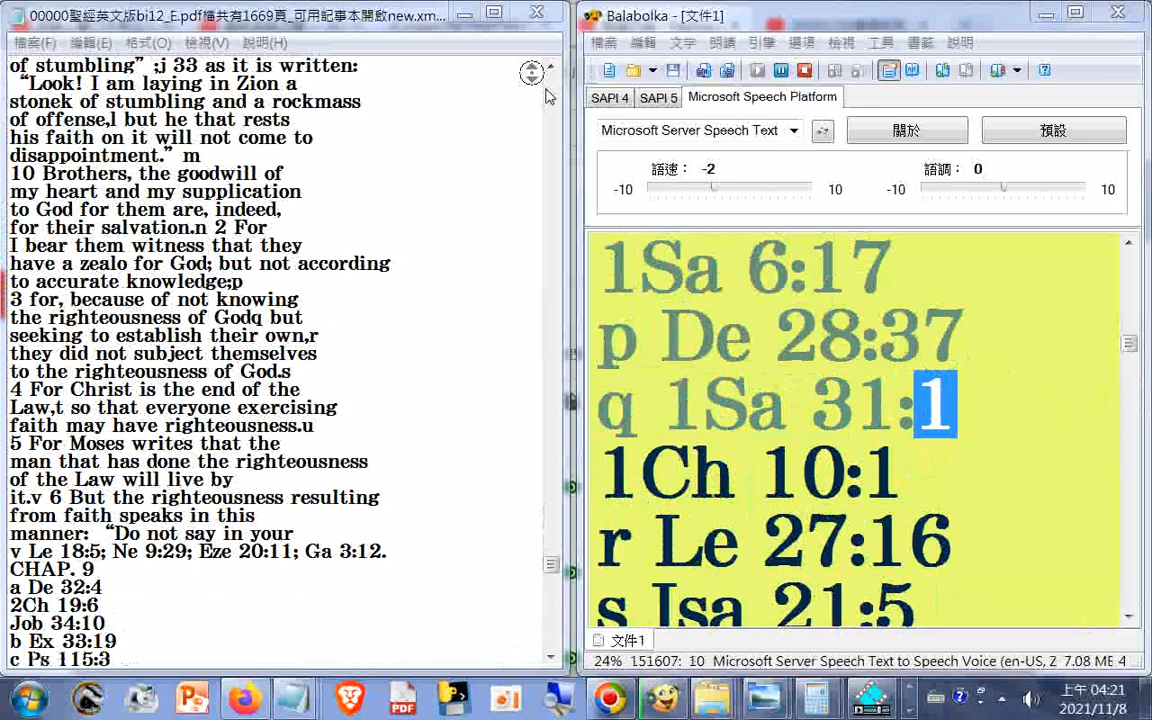 00000聖經英文版bi12_E.pdf檔共有1669頁_可用記事本開啟new.xm...
檔案(F) 編輯(E) 格式(O) 檢視(V) 說明(H)
of stumbling” ;j 33 as it is written:
“Look! I am laying in Zion a
stonek of stumbling and a rockmass
of offense,l but he that rests
his faith on it will not come to
disappointment.” m
10 Brothers, the goodwill of
my heart and my supplication
to God for them are, indeed,
for their salvation.n 2 For
I bear them witness that they
have a zealo for God; but not according
to accurate knowledge;p
3 for, because of not knowing
the righteousness of Godq but
seeking to establish their own,r
they did not subject themselves
to the righteousness of God.s
4 For Christ is the end of the
Law,t so that everyone exercising
faith may have righteousness.u
5 For Moses writes that the
man that has done the righteousness
of the Law will live by
it.v 6 But the righteousness resulting
from faith speaks in this
manner: “Do not say in your
v Le 18:5; Ne 9:29; Eze 20:11; Ga 3:12.
CHAP. 9
a De 32:4
2Ch 19:6
Job 34:10
b Ex 33:19
c Ps 115:3
Balabolka - [文件1]
檔案 編輯 文字 朗讀 引擎 選項 檢視 工具 書籤 說明
SAPI 4 SAPI 5 Microsoft Speech Platform
Microsoft Server Speech Text 關於 預設
語速： -2 語調： 0
-10 10 -10 10
1Sa 6:17
p De 28:37
q 1Sa 31:1
1Ch 10:1
r Le 27:16
s Isa 21:5
文件1
24% 151607: 10 Microsoft Server Speech Text to Speech Voice (en-US, Z 7.08 ME 4
PDF
上午 04:21
2021/11/8